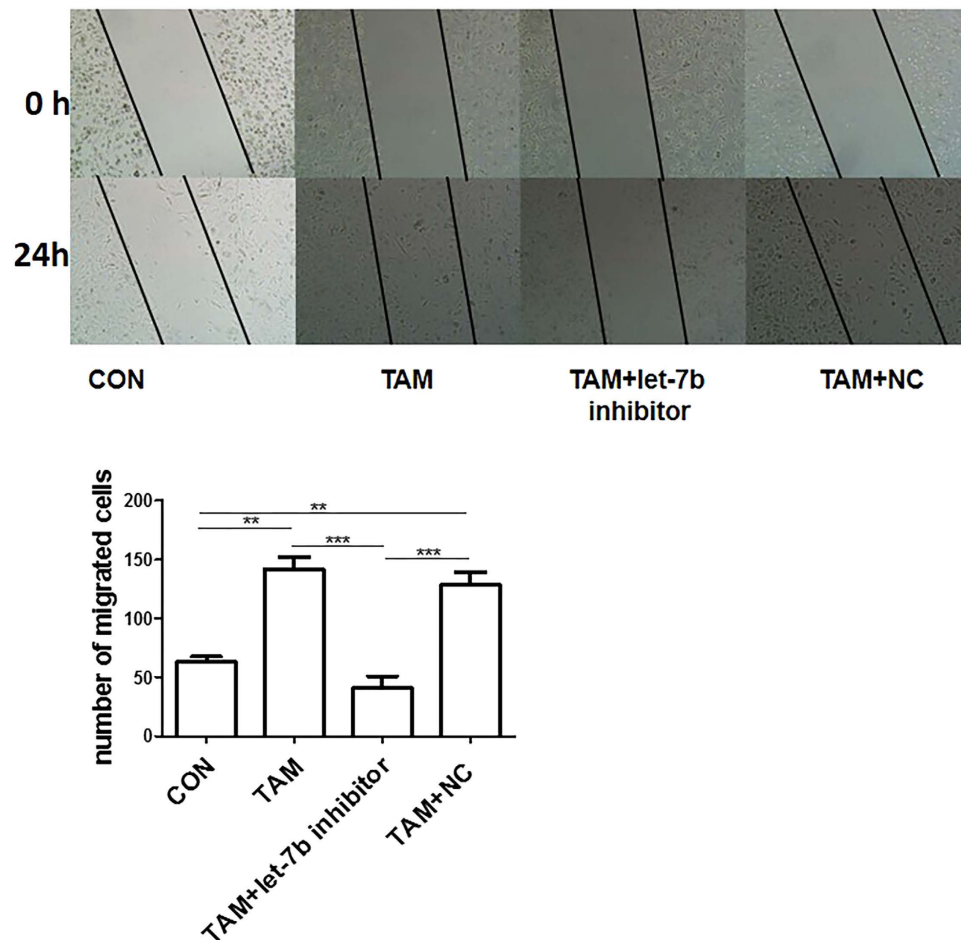 0 h
24h
CON
TAM
TAM+let-7b
inhibitor
TAM+NC
number of migrated cells
200
150
100
50
0
**
**
***
***
CON
TAM
TAM+let-7b inhibitor
TAM+NC